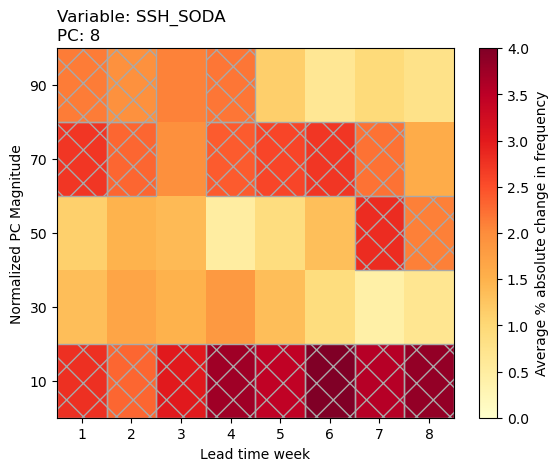 Variable: SSH_SODA
PC: 8
90
70
50
30
10
Normalized PC Magnitude
1 2 3 4 5 6 7 8
Lead time week
4.0
3.5
3.0
2.5
2.0
1.5
1.0
0.5
0.0
Average % absolute change in frequency